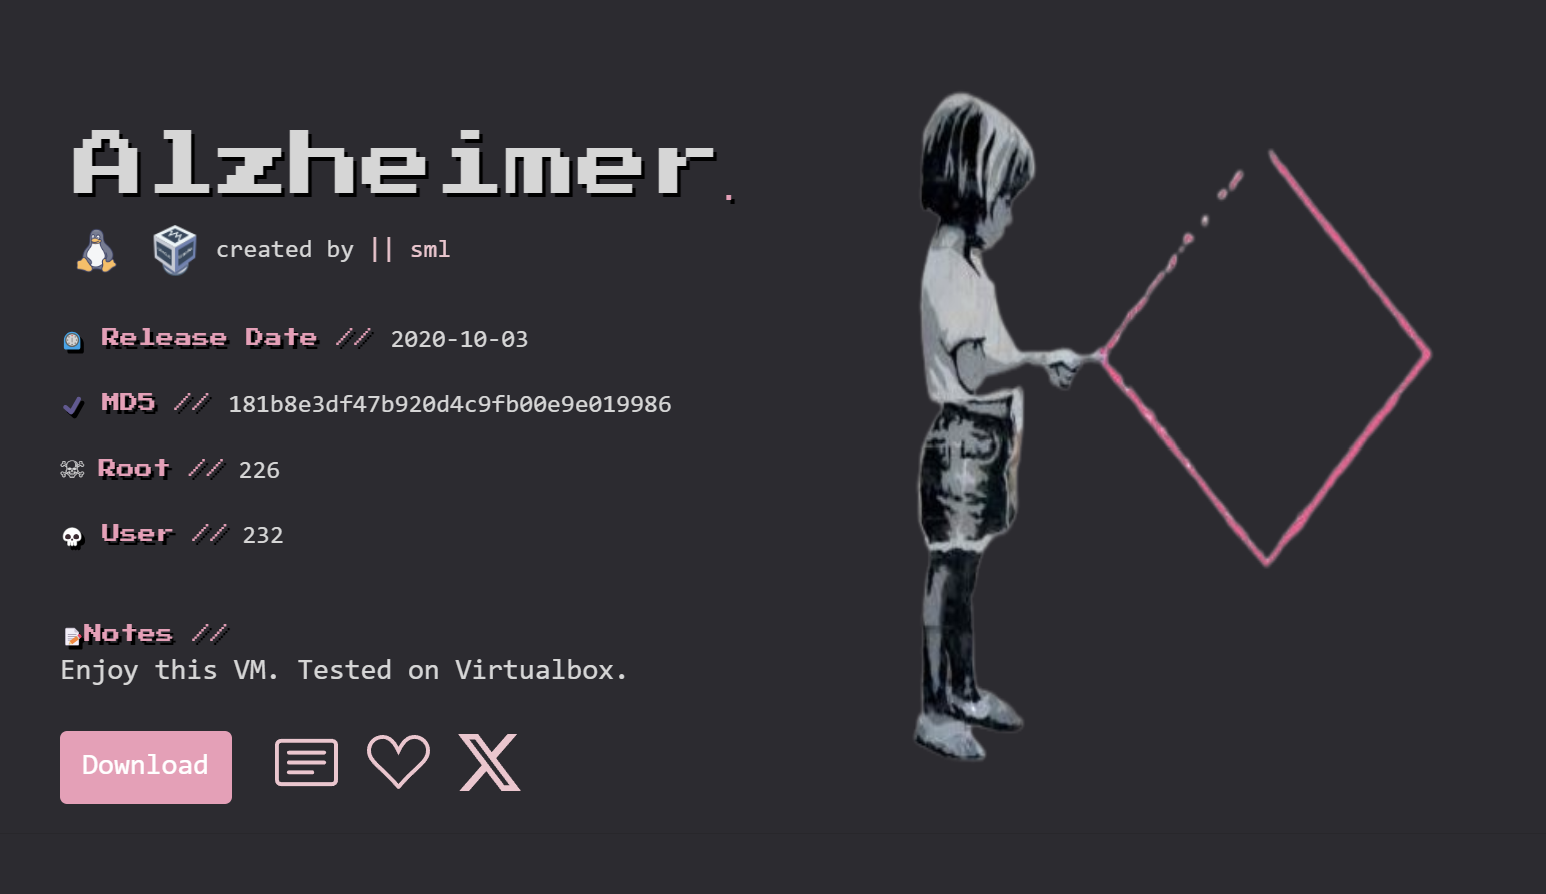 Alzheimer.
created by || sml
Release Date // 2020-10-03
MD5 // 181b8e3df47b920d4c9fb00e9e019986
Root // 226
User // 232
Notes //
Enjoy this VM. Tested on Virtualbox.
Download